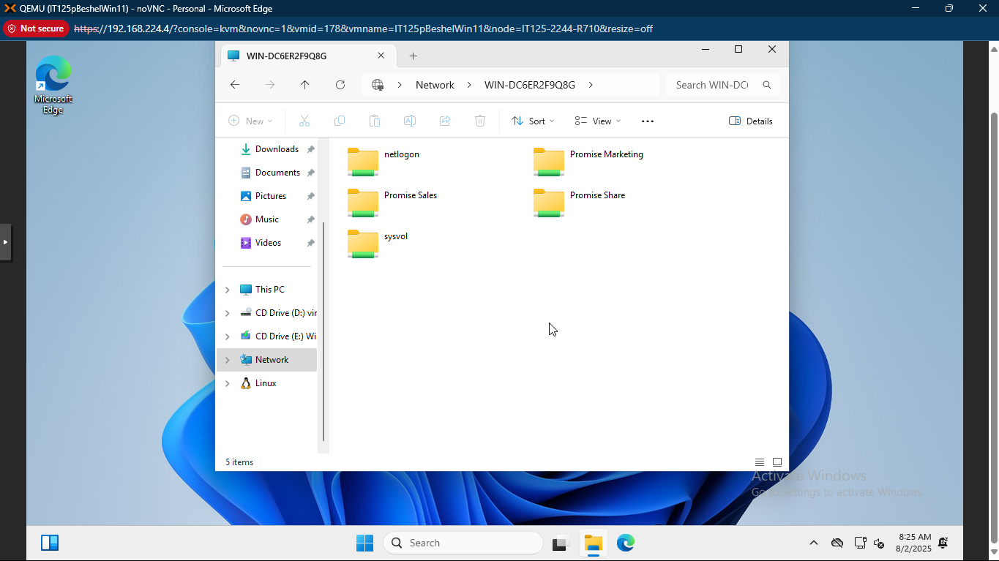 QEMU (IT125pBeshelWin11) - noVNC - Personal - Microsoft Edge
Not secure https://192.168.224.4/?console=kvm&novnc=1&vmid=178&vmname=IT125pBeshelWin11&node=IT125-2244-R710&resize=off
Microsoft
Edge
WIN-DC6ER2F9Q8G
Network > WIN-DC6ER2F9Q8G >
Search WIN-DC(
New
Sort
View
Details
Downloads
Documents
Pictures
Music
Videos
This PC
CD Drive (D:) vir
CD Drive (E:) Wi
Network
Linux
netlogon
Promise Marketing
Promise Sales
Promise Share
sysvol
5 items
Activate Windows
Go to Settings to activate Windows.
Search
8:25 AM
8/2/2025